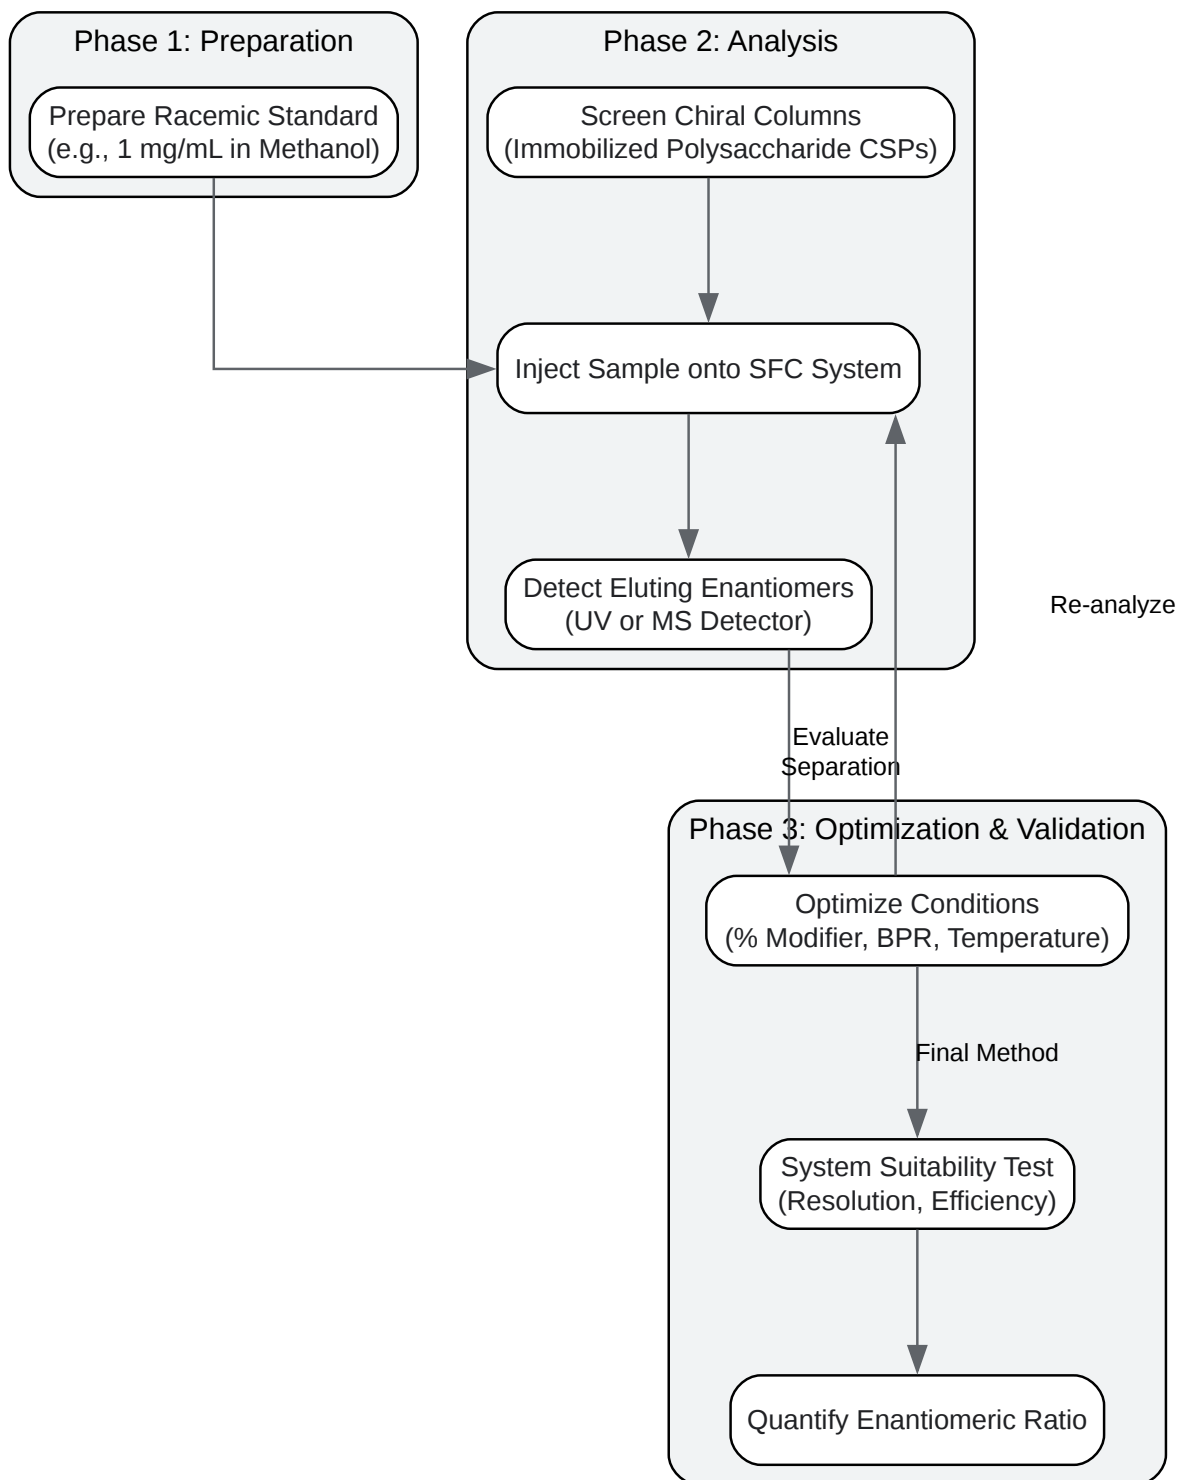 Phase 1: Preparation
Prepare Racemic Standard
(e.g., 1 mg/mL in Methanol)
Phase 2: Analysis
Screen Chiral Columns
(Immobilized Polysaccharide CSPs)
Inject Sample onto SFC System
Detect Eluting Enantiomers
(UV or MS Detector)
Re-analyze
Evaluate
Separation
Phase 3: Optimization & Validation
Optimize Conditions
(% Modifier, BPR, Temperature)
Final Method
System Suitability Test
(Resolution, Efficiency)
Quantify Enantiomeric Ratio